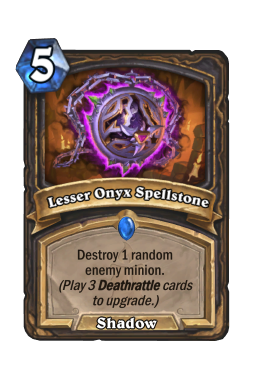 5
Lesser Onyx Spellstone
Destroy 1 random
enemy minion.
(Play 3 Deathrattle cards
to upgrade.)
Shadow